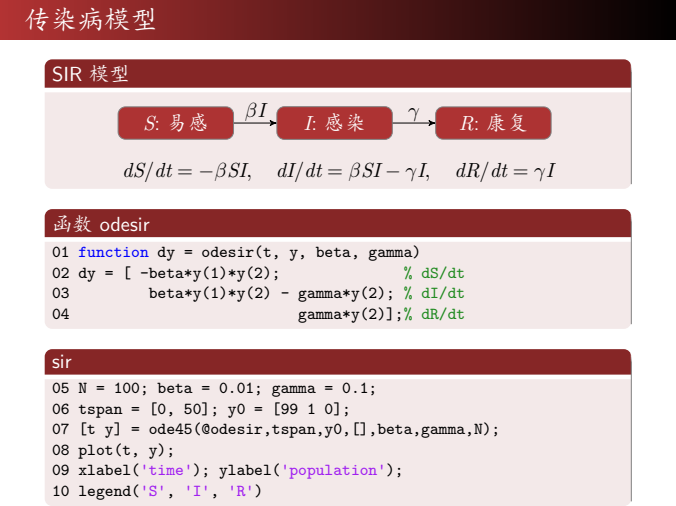 传染病模型
SIR 模型
S: 易感 βI I: 感染 γ R: 康复
dS/dt = −βSI, dI/dt = βSI − γI, dR/dt = γI
函数 odesir
01 function dy = odesir(t, y, beta, gamma)
02 dy = [ -beta*y(1)*y(2); % dS/dt
03 beta*y(1)*y(2) - gamma*y(2); % dI/dt
04 gamma*y(2)];% dR/dt
sir
05 N = 100; beta = 0.01; gamma = 0.1;
06 tspan = [0, 50]; y0 = [99 1 0];
07 [t y] = ode45(@odesir,tspan,y0,[],beta,gamma,N);
08 plot(t, y);
09 xlabel('time'); ylabel('population');
10 legend('S', 'I', 'R')